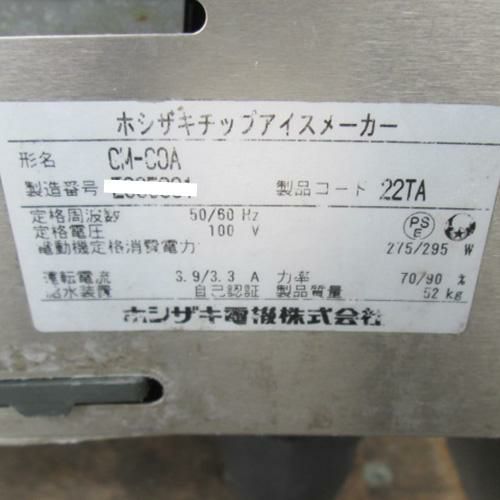 ホシザキチップアイスメーカー
形名 CM-60A
製造番号 製品コード 22TA
定格周波数 50/60 Hz
定格電圧 100 V
電動機定格消費電力 275/295 W
運転電流 3.9/3.3 A 力率 70/90 %
給水装置 自己認証 製品質量 52 kg
ホシザキ電機株式会社
PS
E